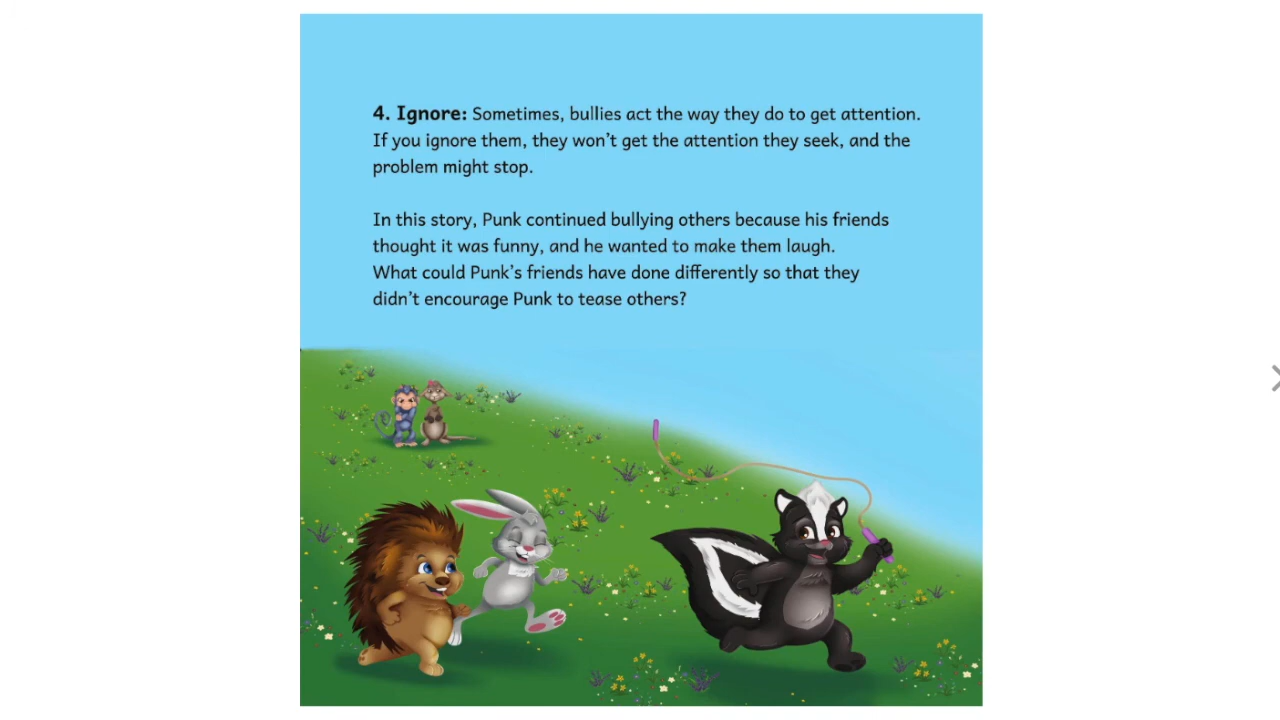 4. Ignore: Sometimes, bullies act the way they do to get attention.
If you ignore them, they won't get the attention they seek, and the
problem might stop.
In this story, Punk continued bullying others because his friends
thought it was funny, and he wanted to make them laugh.
What could Punk's friends have done differently so that they
didn't encourage Punk to tease others?